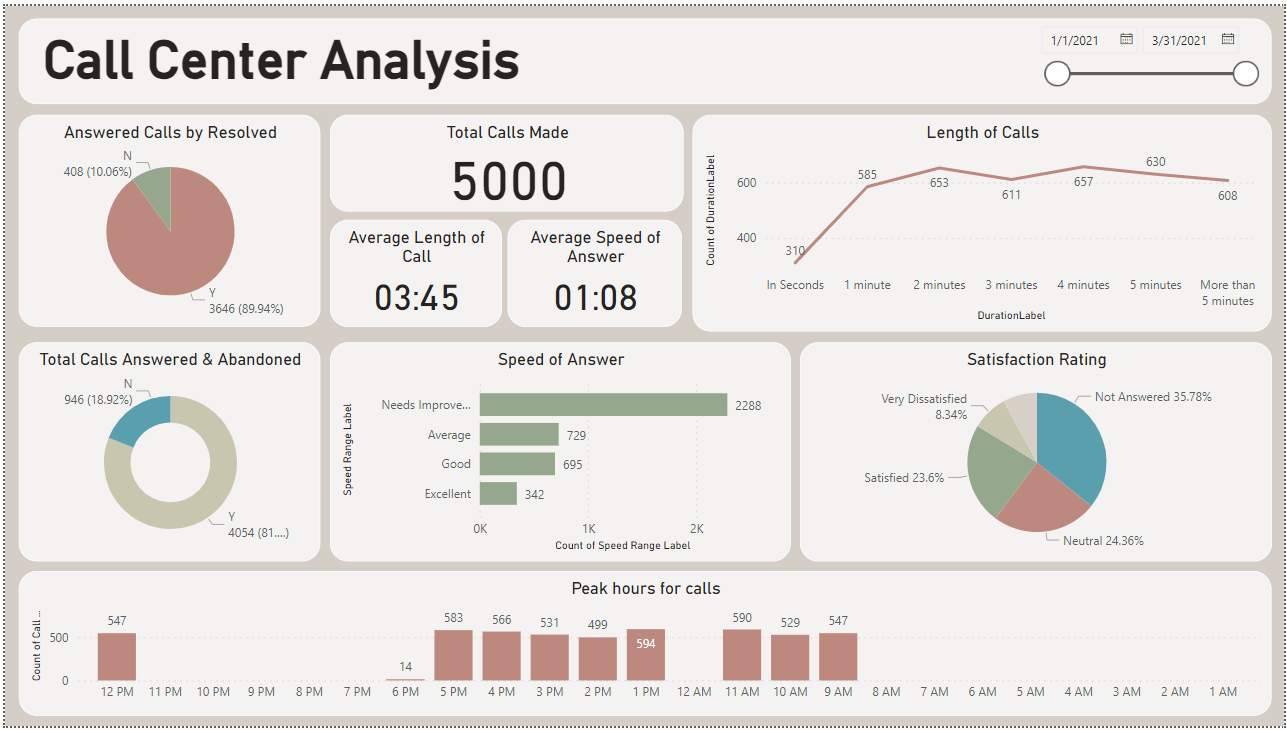 Call Center Analysis
1/1/2021
3/31/2021
Answered Calls by Resolved
N
408 (10.06%)
Y
3646 (89.94%)
Total Calls Made
5000
Average Length of
Call
03:45
Average Speed of
Answer
01:08
Length of Calls
Count of DurationLabel
600
400
310
585
653
611
657
630
608
In Seconds
1 minute
2 minutes
3 minutes
4 minutes
5 minutes
More than
5 minutes
DurationLabel
Total Calls Answered & Abandoned
N
946 (18.92%)
Y
4054 (81....)
Speed of Answer
Speed Range Label
Needs Improve...
2288
Average
729
Good
695
Excellent
342
0K
1K
2K
Count of Speed Range Label
Satisfaction Rating
Very Dissatisfied
8.34%
Not Answered 35.78%
Satisfied 23.6%
Neutral 24.36%
Peak hours for calls
Count of Call ...
500
0
547
14
583
566
531
499
594
590
529
547
12 PM
11 PM
10 PM
9 PM
8 PM
7 PM
6 PM
5 PM
4 PM
3 PM
2 PM
1 PM
12 AM
11 AM
10 AM
9 AM
8 AM
7 AM
6 AM
5 AM
4 AM
3 AM
2 AM
1 AM